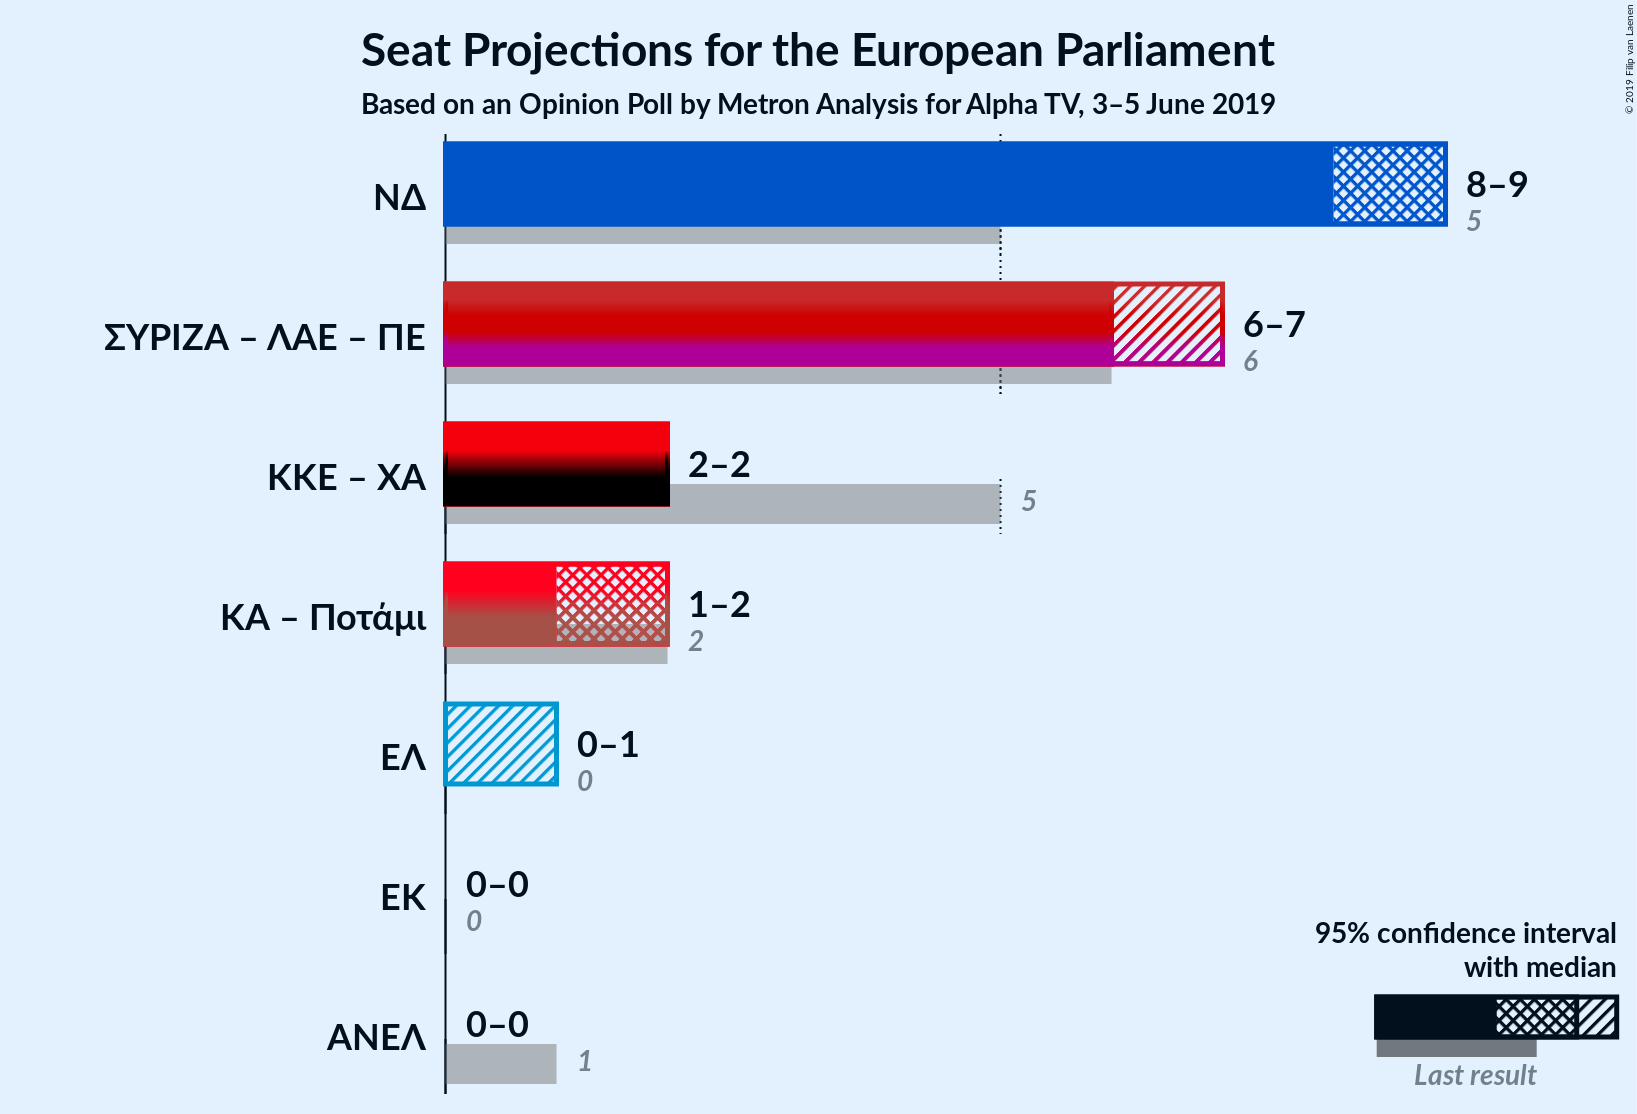 Seat Projections for the European Parliament
Based on an Opinion Poll by Metron Analysis for Alpha TV, 3–5 June 2019
© 2019 Filip van Laenen
ΝΔ
8–9
5
ΣΥΡΙΖΑ – ΛΑΕ – ΠΕ
6–7
6
ΚΚΕ – ΧΑ
2–2
5
ΚΑ – Ποτάμι
1–2
2
ΕΛ
0–1
0
ΕΚ
0–0
0
ΑΝΕΛ
0–0
1
95% confidence interval
with median
Last result